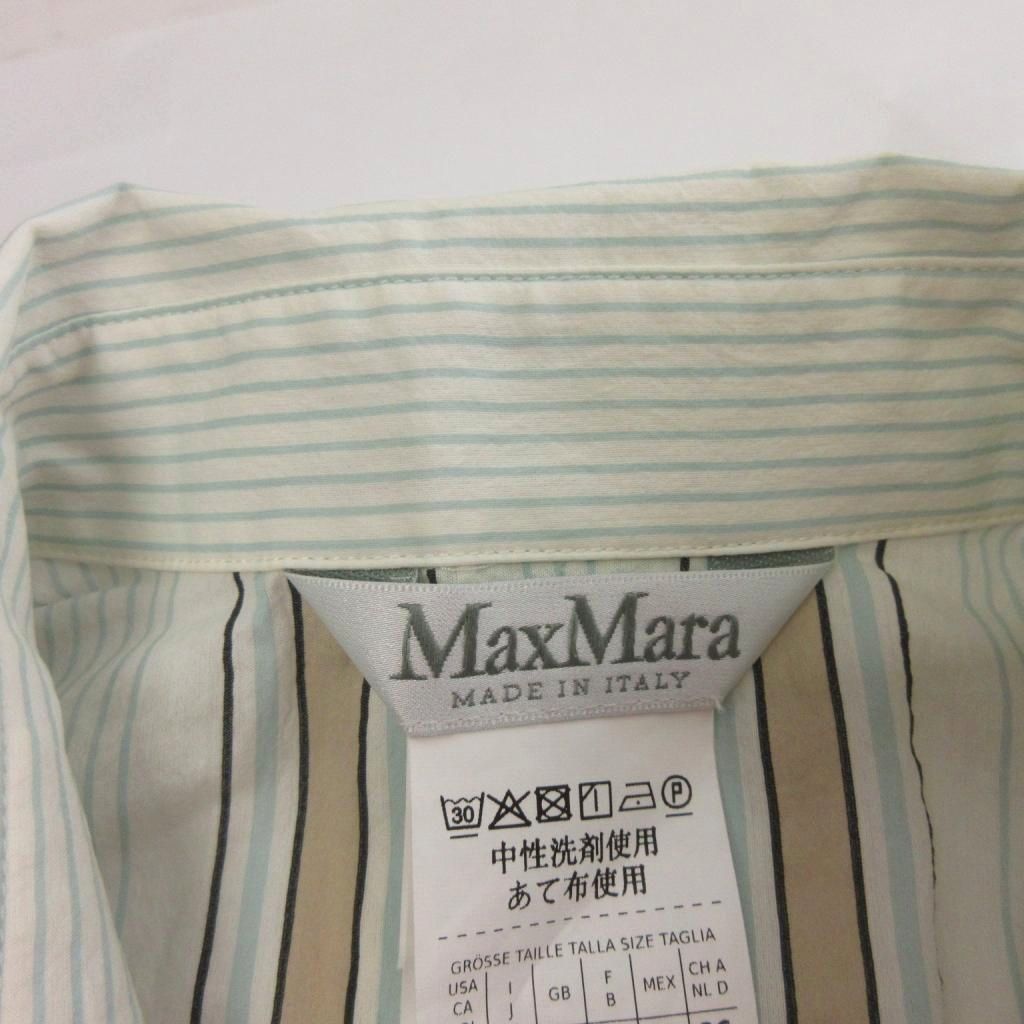 MaxMara
MADE IN ITALY
30 P
中性洗剤使用
あて布使用
GRÖSSE TAILLE TALLA SIZE TAGLIA
USA CA
I J
GB
F B
MEX
CH A NL D